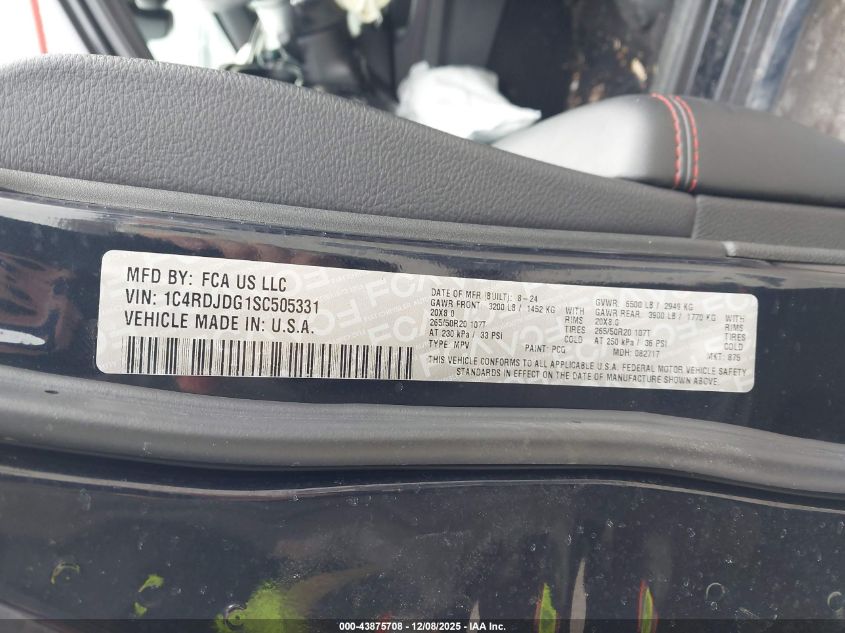 MFD BY: FCA US LLC
VIN: 1C4RDJDG1SC505331
VEHICLE MADE IN: U.S.A.
DATE OF MFR (BUILT): 8-24
GAWR FRONT: 3200 LB / 1452 KG WITH
20X8.0 RIMS
265/50R20 107T TIRES
AT 230 kPa / 33 PSI COLD
TYPE: MPV PAINT: PCG
GVWR: 6500 LB / 2949 KG
GAWR REAR: 3900 LB / 1770 KG WITH
20X8.0 RIMS
265/50R20 107T TIRES
AT 250 kPa / 36 PSI COLD
MDH: 082717 MKT: 875
THIS VEHICLE CONFORMS TO ALL APPLICABLE U.S.A. FEDERAL MOTOR VEHICLE SAFETY
STANDARDS IN EFFECT ON THE DATE OF MANUFACTURE SHOWN ABOVE.
000-43875708 - 12/08/2025 - IAA Inc.